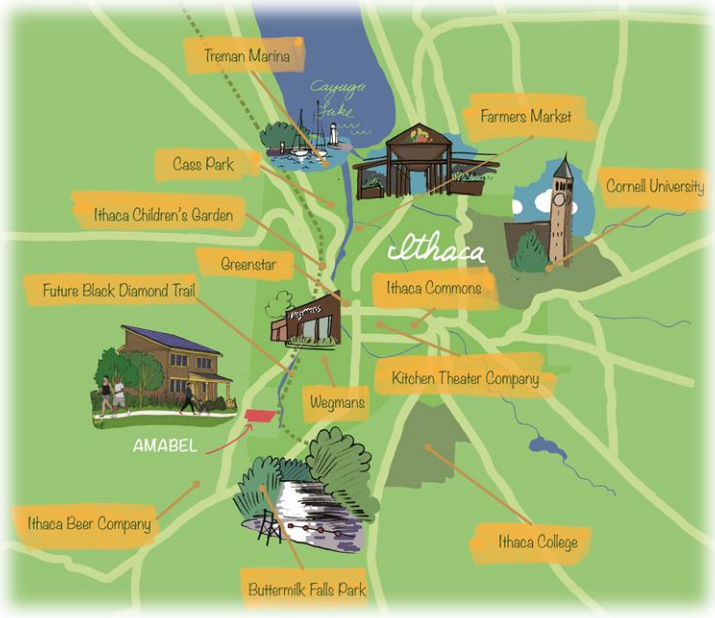 Treman Marina
Cayuga
Lake
Farmers Market
Cass Park
Cornell University
Ithaca Children's Garden
Ithaca
Greenstar
Future Black Diamond Trail
Ithaca Commons
Wegmans
Kitchen Theater Company
Wegmans
AMABEL
Ithaca Beer Company
Ithaca College
Buttermilk Falls Park